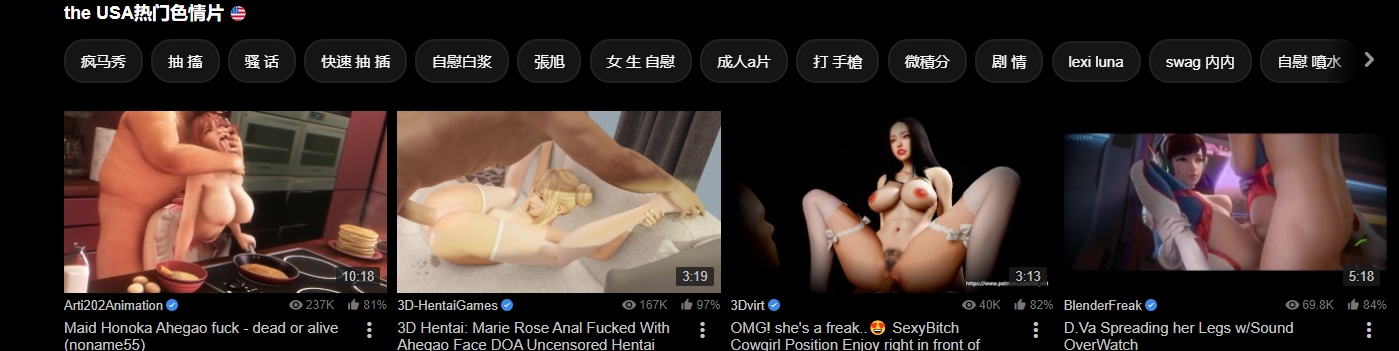 the USA热门色情片
疯马秀
抽 搐
骚 话
快速 抽 插
自慰白浆
張旭
女 生 自慰
成人a片
打 手槍
微積分
剧 情
lexi luna
swag 内内
自慰 噴水
10:18
3:19
3:13
5:18
Arti202Animation
237K
81%
3D-HentaiGames
167K
97%
3Dvirt
40K
82%
BlenderFreak
69.8K
84%
Maid Honoka Ahegao fuck - dead or alive
(noname55)
3D Hentai: Marie Rose Anal Fucked With
Ahegao Face DOA Uncensored Hentai
OMG! she's a freak..🤩 SexyBitch
Cowgirl Position Enjoy right in front of
D.Va Spreading her Legs w/Sound
OverWatch